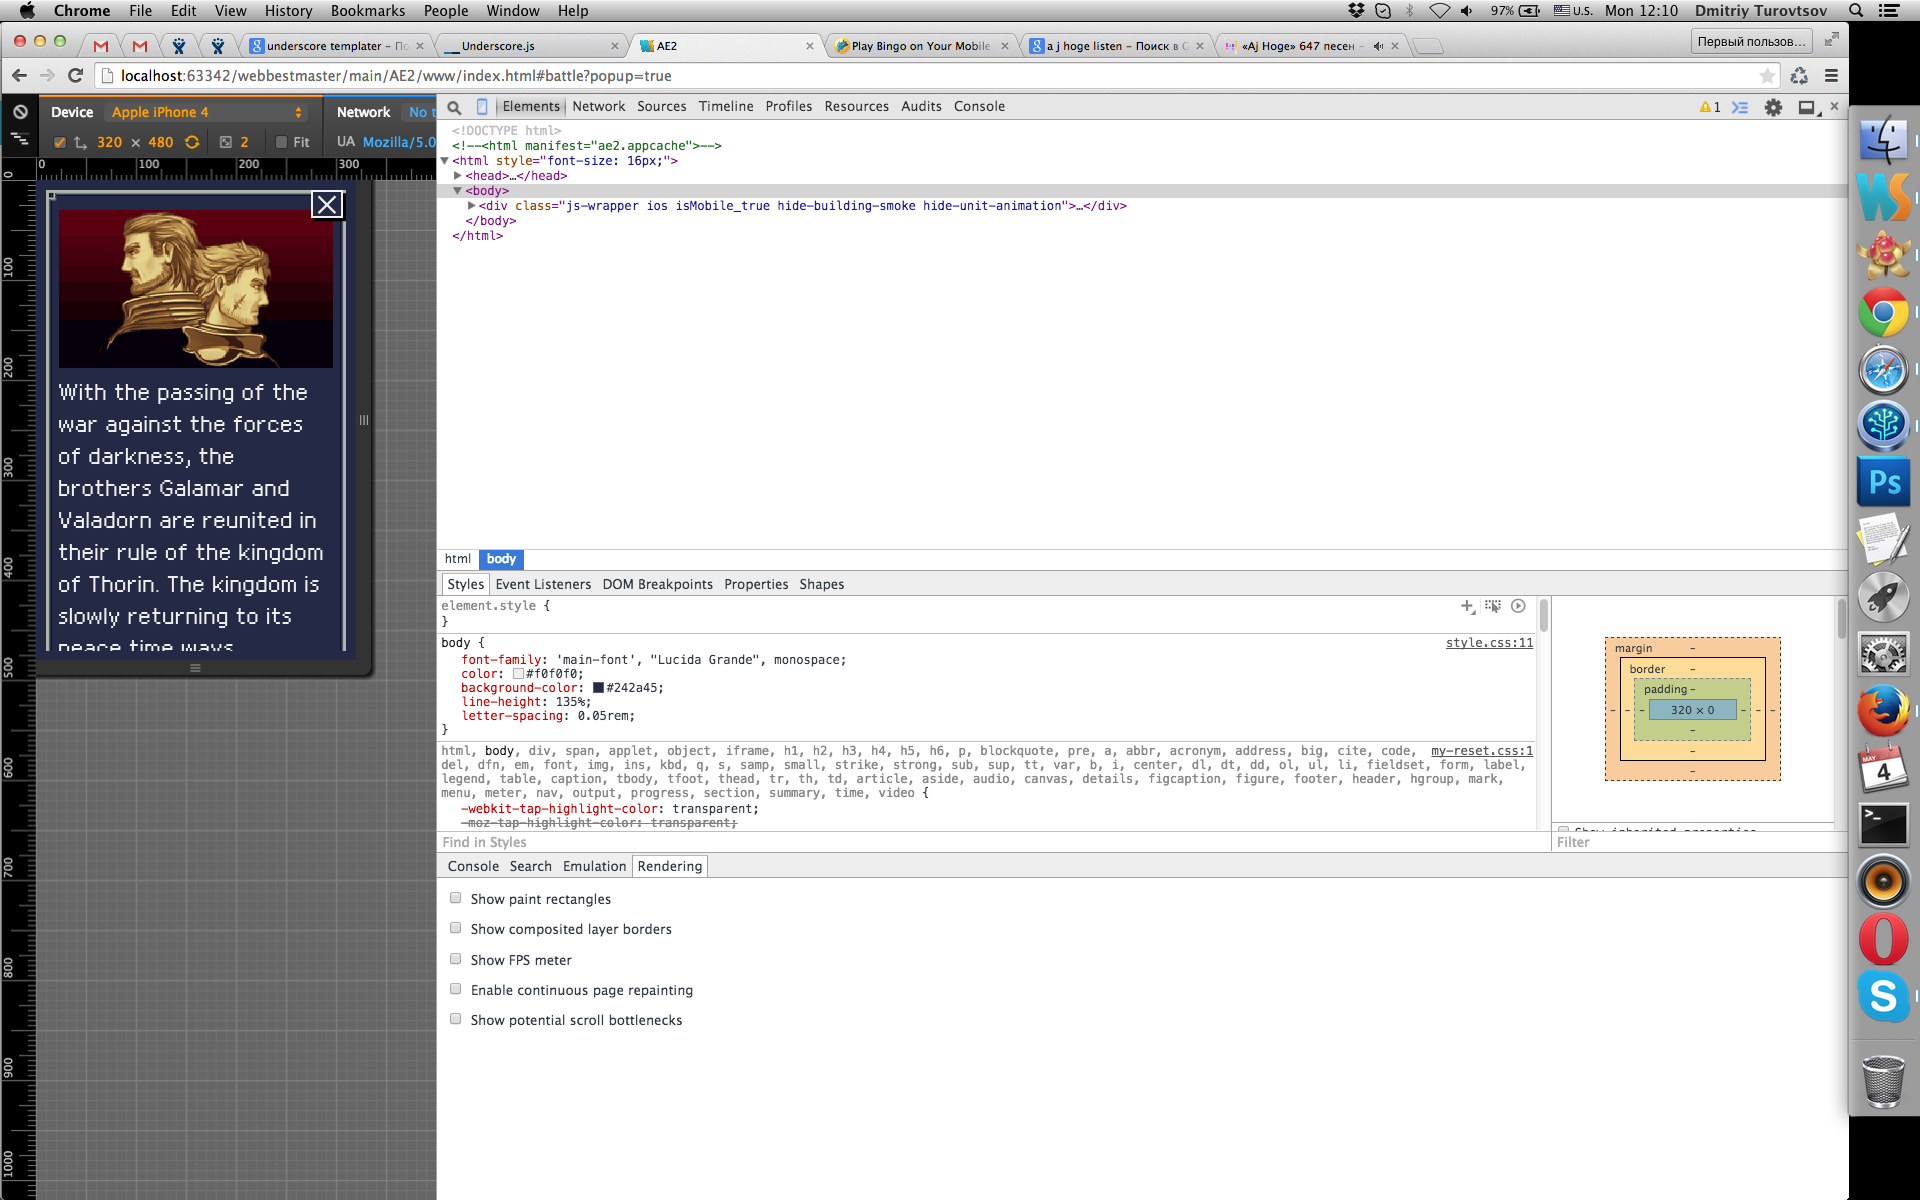 Chrome File Edit View History Bookmarks People Window Help
97% U.S. Mon 12:10 Dmitriy Turovtsov
underscore templater – По
Underscore.js
AE2
Play Bingo on Your Mobile
a j hoge listen – Поиск в G
«Aj Hoge» 647 песен –
Первый пользов...
localhost:63342/webbestmaster/main/AE2/www/index.html#battle?popup=true
Device Apple iPhone 4
Network No t
320 × 480 2 Fit
UA Mozilla/5.0
0 100 200 300
0
100
200
300
400
500
600
700
800
900
1000
With the passing of the
war against the forces
of darkness, the
brothers Galamar and
Valadorn are reunited in
their rule of the kingdom
of Thorin. The kingdom is
slowly returning to its
peace time ways.
Elements Network Sources Timeline Profiles Resources Audits Console
1
<!DOCTYPE html>
<!--<html manifest="ae2.appcache">-->
<html style="font-size: 16px;">
<head>…</head>
<body>
<div class="js-wrapper ios isMobile_true hide-building-smoke hide-unit-animation">…</div>
</body>
</html>
html body
Styles Event Listeners DOM Breakpoints Properties Shapes
element.style {
}
body { style.css:11
font-family: 'main-font', "Lucida Grande", monospace;
color: #f0f0f0;
background-color: #242a45;
line-height: 135%;
letter-spacing: 0.05rem;
}
html, body, div, span, applet, object, iframe, h1, h2, h3, h4, h5, h6, p, blockquote, pre, a, abbr, acronym, address, big, cite, code, my-reset.css:1
del, dfn, em, font, img, ins, kbd, q, s, samp, small, strike, strong, sub, sup, tt, var, b, i, center, dl, dt, dd, ol, ul, li, fieldset, form, label,
legend, table, caption, tbody, tfoot, thead, tr, th, td, article, aside, audio, canvas, details, figcaption, figure, footer, header, hgroup, mark,
menu, meter, nav, output, progress, section, summary, time, video {
-webkit-tap-highlight-color: transparent;
-moz-tap-highlight-color: transparent;
Find in Styles
margin –
border –
padding –
– – – 320 × 0 – – –
–
–
–
Show inherited properties
Filter
Console Search Emulation Rendering
Show paint rectangles
Show composited layer borders
Show FPS meter
Enable continuous page repainting
Show potential scroll bottlenecks
WS
Ps
MAY
4
>_
S